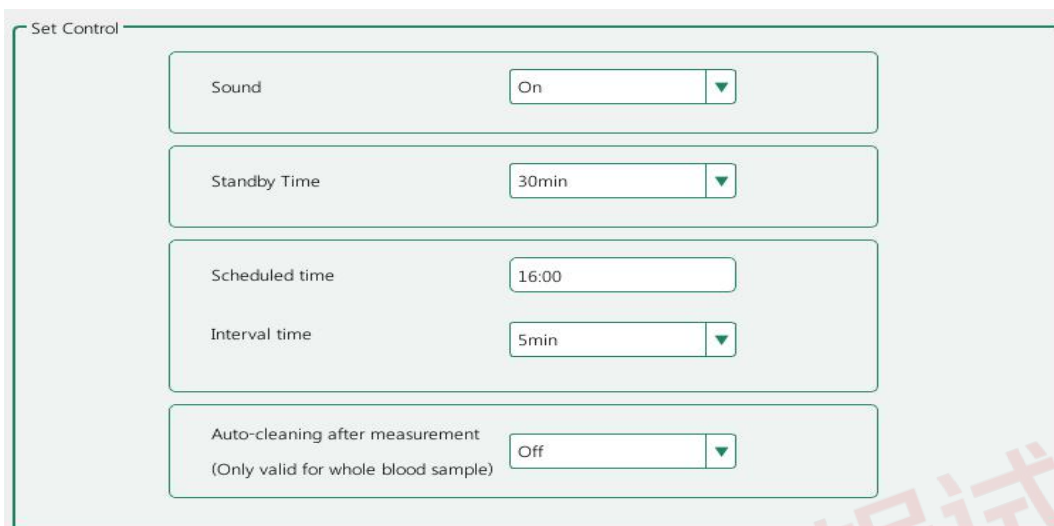 Set Control
Sound
On
Standby Time
30min
Scheduled time
16:00
Interval time
5min
Auto-cleaning after measurement
(Only valid for whole blood sample)
Off
试